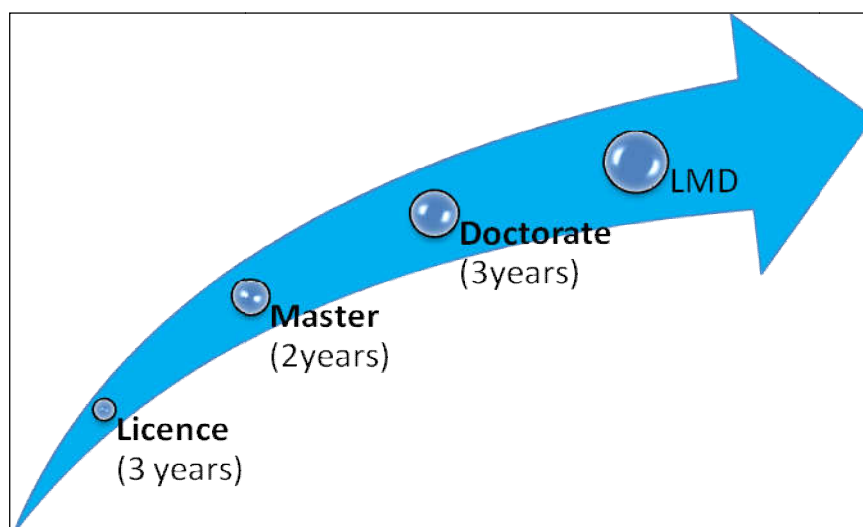 LMD
Doctorate
(3years)
Master
(2years)
Licence
(3 years)